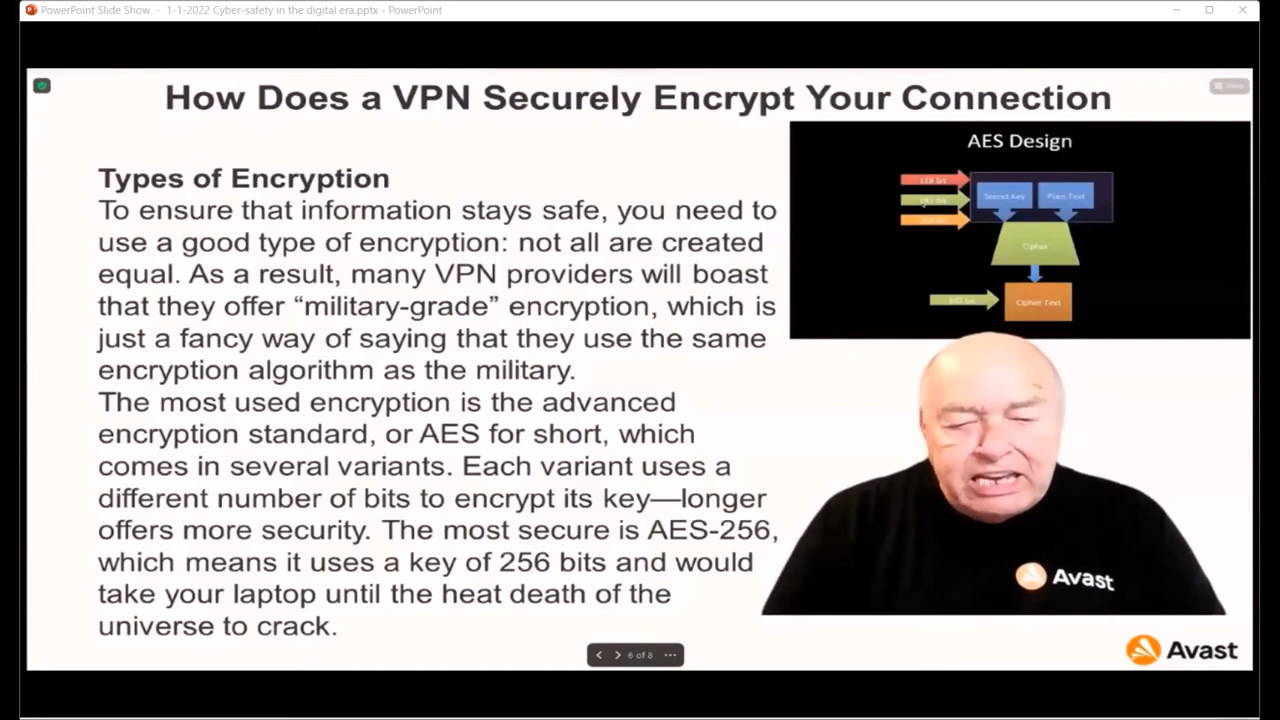 PowerPoint Slide Show - 1-1-2022 Cyber-safety in the digital era.pptx - PowerPoint
How Does a VPN Securely Encrypt Your Connection
Types of Encryption
To ensure that information stays safe, you need to
use a good type of encryption: not all are created
equal. As a result, many VPN providers will boast
that they offer “military-grade” encryption, which is
just a fancy way of saying that they use the same
encryption algorithm as the military.
The most used encryption is the advanced
encryption standard, or AES for short, which
comes in several variants. Each variant uses a
different number of bits to encrypt its key—longer
offers more security. The most secure is AES-256,
which means it uses a key of 256 bits and would
take your laptop until the heat death of the
universe to crack.
AES Design
128 bit
Secret Key
Plain Text
Cipher
Cipher Text
Avast
Avast
6 of 8